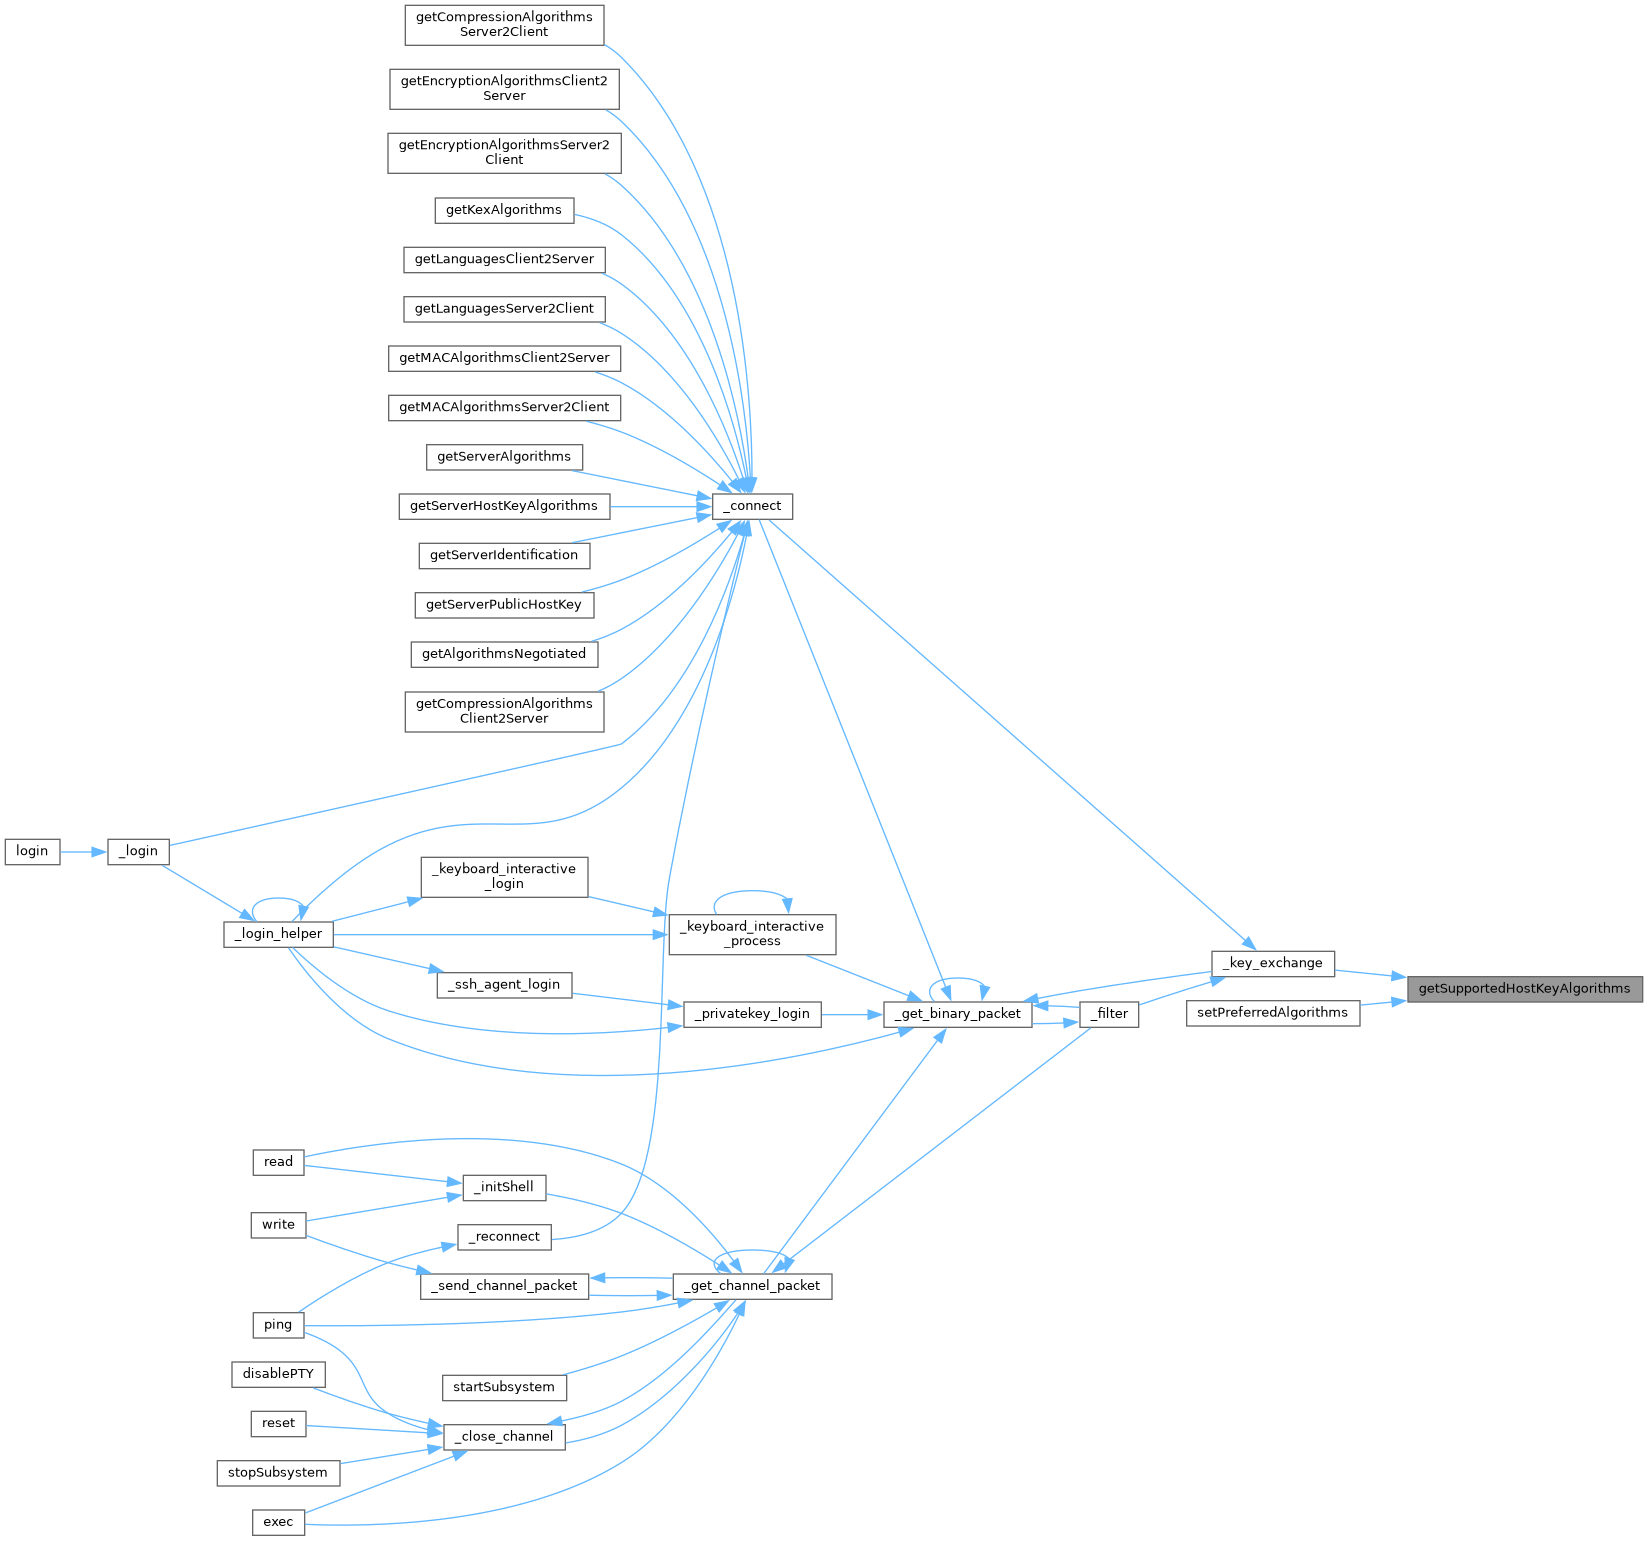 getCompressionAlgorithms
Server2Client
getEncryptionAlgorithmsClient2
Server
getEncryptionAlgorithmsServer2
Client
getKexAlgorithms
getLanguagesClient2Server
getLanguagesServer2Client
getMACAlgorithmsClient2Server
getMACAlgorithmsServer2Client
getServerAlgorithms
getServerHostKeyAlgorithms
_connect
getServerIdentification
getServerPublicHostKey
getAlgorithmsNegotiated
getCompressionAlgorithms
Client2Server
login
_login
_keyboard_interactive
_login
_login_helper
_keyboard_interactive
_process
_ssh_agent_login
_privatekey_login
_get_binary_packet
_key_exchange
_filter
getSupportedHostKeyAlgorithms
setPreferredAlgorithms
read
_initShell
write
_reconnect
_send_channel_packet
_get_channel_packet
ping
disablePTY
startSubsystem
reset
_close_channel
stopSubsystem
exec